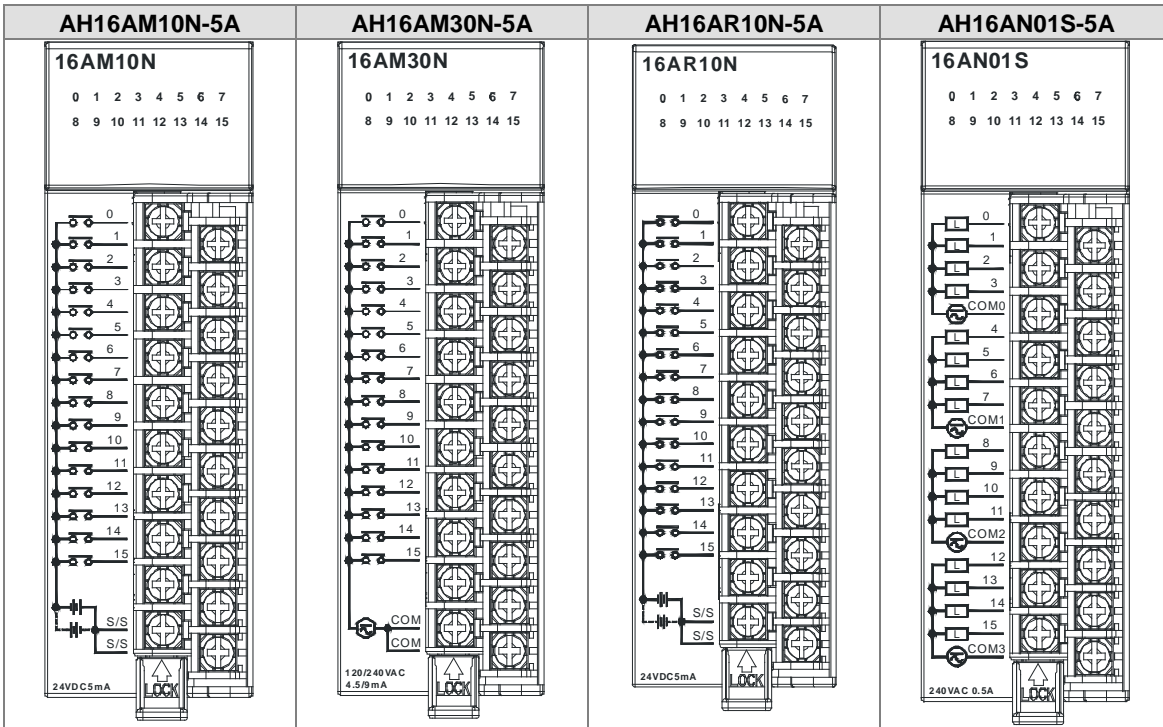 AH16AM10N-5A
16AM10N
0 1 2 3 4 5 6 7
8 9 10 11 12 13 14 15
0
1
2
3
4
5
6
7
8
9
10
11
12
13
14
15
S/S
S/S
24VDC5mA
LOCK
AH16AM30N-5A
16AM30N
0 1 2 3 4 5 6 7
8 9 10 11 12 13 14 15
0
1
2
3
4
5
6
7
8
9
10
11
12
13
14
15
COM
COM
120/240VAC
4.5/9mA
LOCK
AH16AR10N-5A
16AR10N
0 1 2 3 4 5 6 7
8 9 10 11 12 13 14 15
0
1
2
3
4
5
6
7
8
9
10
11
12
13
14
15
S/S
S/S
24VDC5mA
LOCK
AH16AN01S-5A
16AN01S
0 1 2 3 4 5 6 7
8 9 10 11 12 13 14 15
L 0
L 1
L 2
L 3
COM0
L 4
L 5
L 6
L 7
COM1
L 8
L 9
L 10
L 11
COM2
L 12
L 13
L 14
L 15
COM3
240VAC 0.5A
LOCK